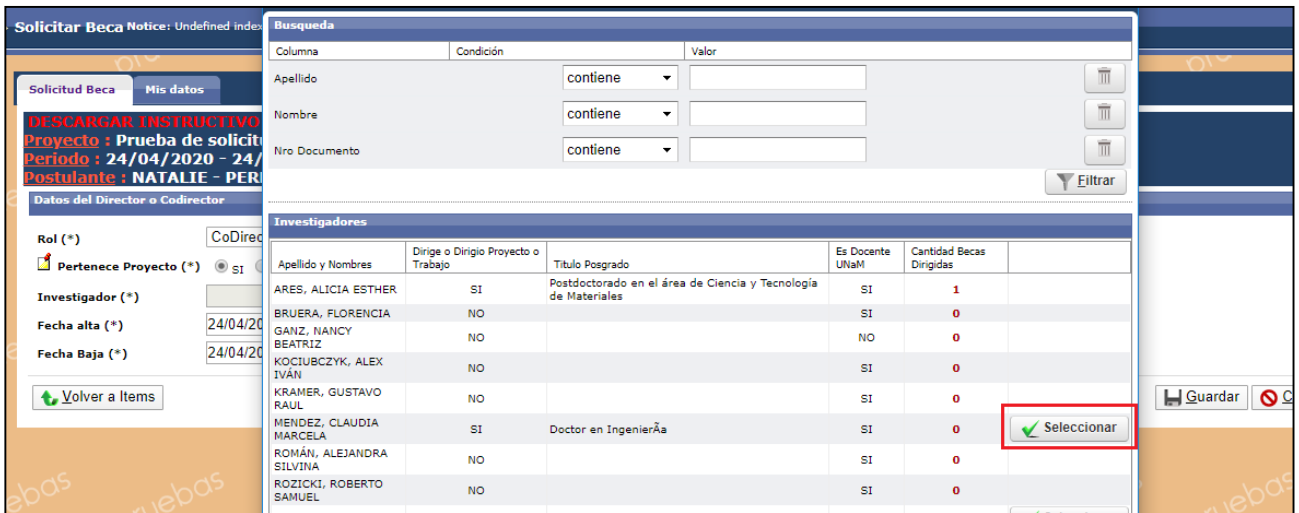 Solicitar Beca Notice: Undefined index
Busqueda
Columna Condición Valor
Apellido contiene
Nombre contiene
Nro Documento contiene
Filtrar
Solicitud Beca Mis datos
DESCARGAR INSTRUCTIVO
Proyecto : Prueba de solicitu
Periodo : 24/04/2020 - 24/
Postulante : NATALIE - PER
Datos del Director o Codirector
Rol (*) CoDirec
Pertenece Proyecto (*) SI
Investigador (*)
Fecha alta (*) 24/04/20
Fecha Baja (*) 24/04/20
Volver a Items
Investigadores
Apellido y Nombres Dirige o Dirigio Proyecto o Trabajo Titulo Posgrado Es Docente UNaM Cantidad Becas Dirigidas
ARES, ALICIA ESTHER SI Postdoctorado en el área de Ciencia y Tecnología de Materiales SI 1
BRUERA, FLORENCIA NO SI 0
GANZ, NANCY BEATRIZ NO NO 0
KOCIUBCZYK, ALEX IVÁN NO SI 0
KRAMER, GUSTAVO RAUL NO SI 0
MENDEZ, CLAUDIA MARCELA SI Doctor en IngenierÃa SI 0 Seleccionar
ROMÁN, ALEJANDRA SILVINA NO SI 0
ROZICKI, ROBERTO SAMUEL NO SI 0
Guardar
pruebas